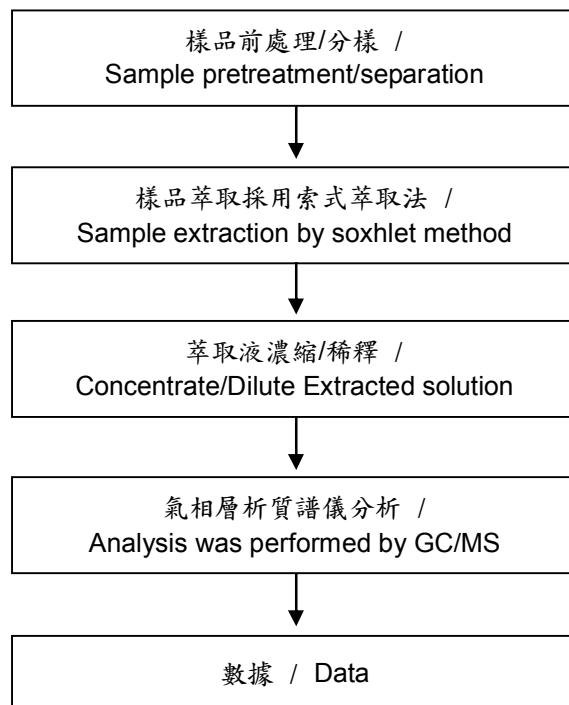 樣品前處理/分樣 /
Sample pretreatment/separation
樣品萃取採用索式萃取法 /
Sample extraction by soxhlet method
萃取液濃縮/稀釋 /
Concentrate/Dilute Extracted solution
氣相層析質譜儀分析 /
Analysis was performed by GC/MS
數據 / Data